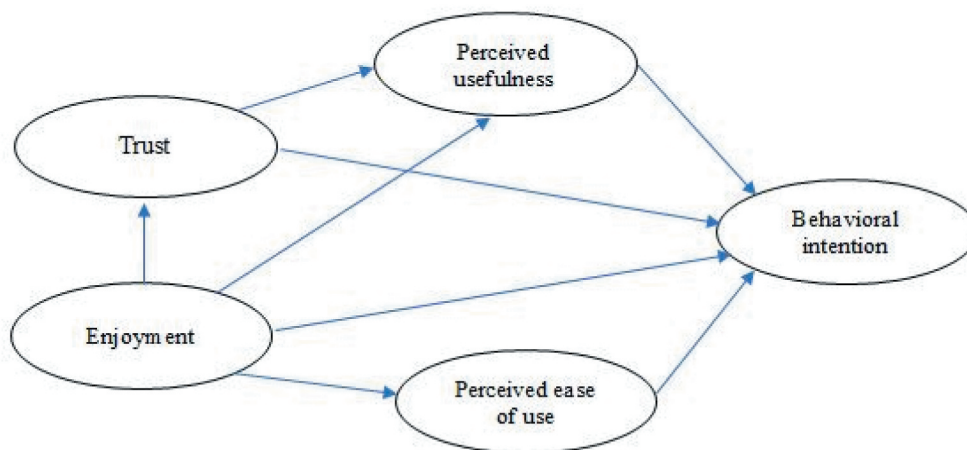 Perceived
usefulness
Trust
Behavioral
intention
Enjoyment
Perceived ease
of use